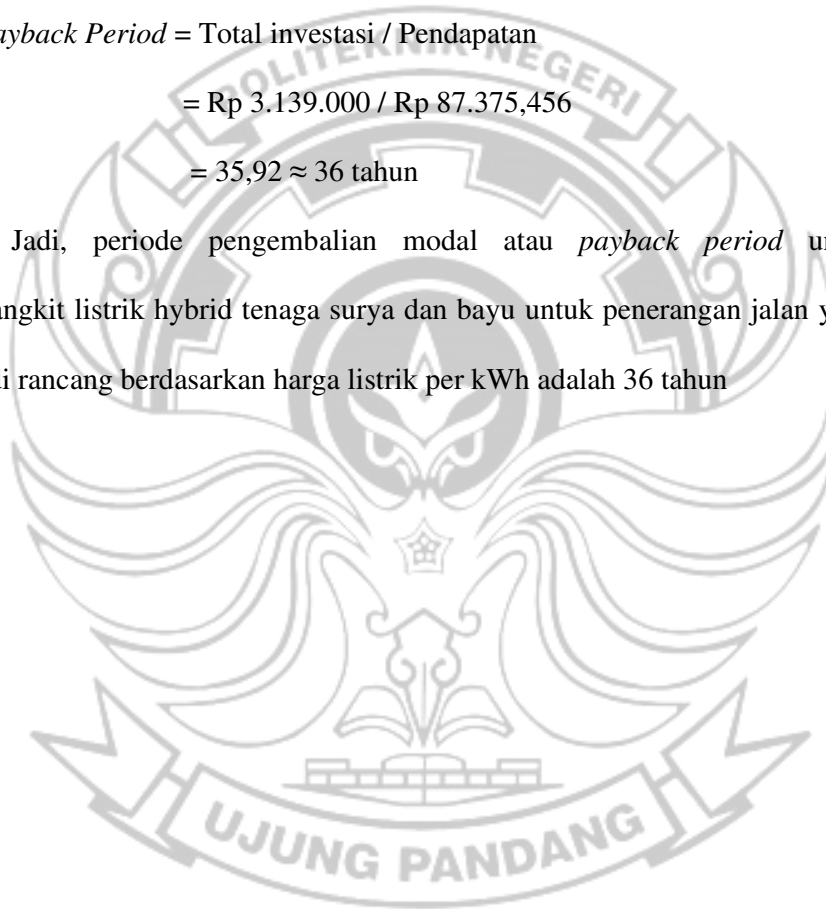 ayback Period = Total investasi / Pendapatan
= Rp 3.139.000 / Rp 87.375,456
= 35,92 ≈ 36 tahun
Jadi, periode pengembalian modal atau payback period un
angkit listrik hybrid tenaga surya dan bayu untuk penerangan jalan y
di rancang berdasarkan harga listrik per kWh adalah 36 tahun
POLITEKNIK NEGERI
UJUNG PANDANG